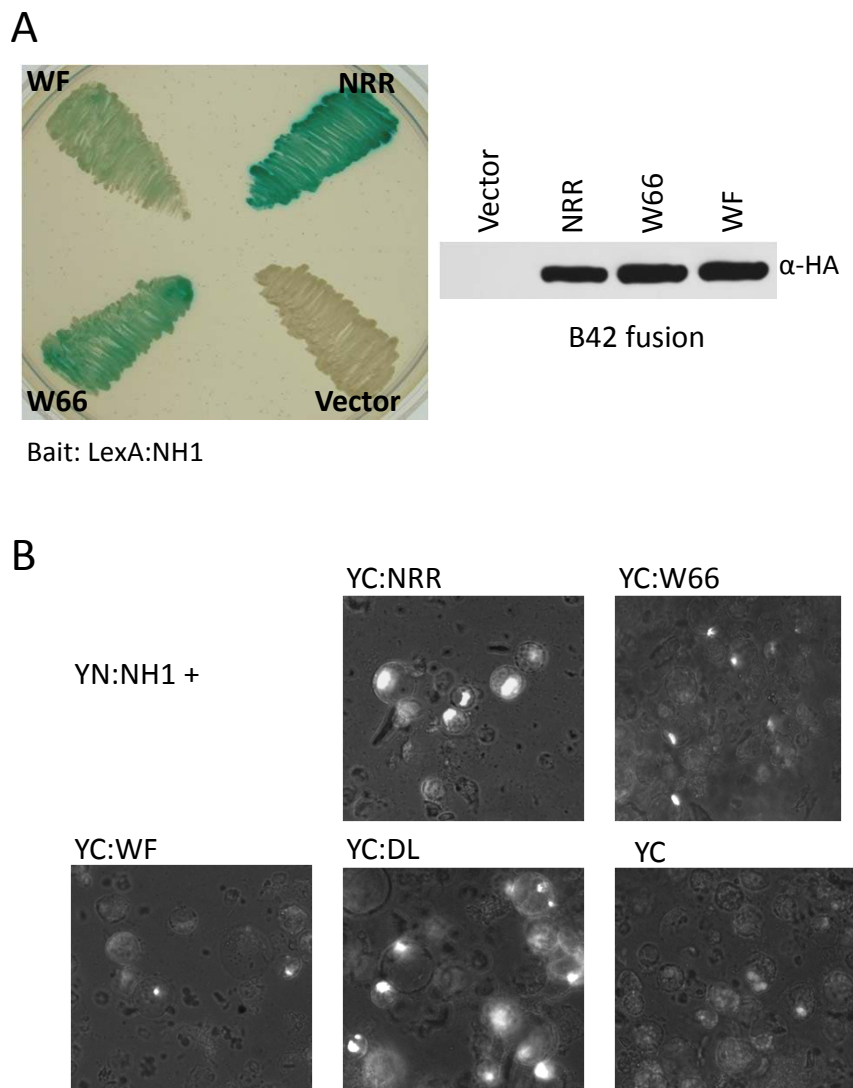 A
WF
NRR
W66
Vector
Bait: LexA:NH1
Vector
NRR
W66
WF
α-HA
B42 fusion
B
YN:NH1 +
YC:NRR
YC:W66
YC:WF
YC:DL
YC